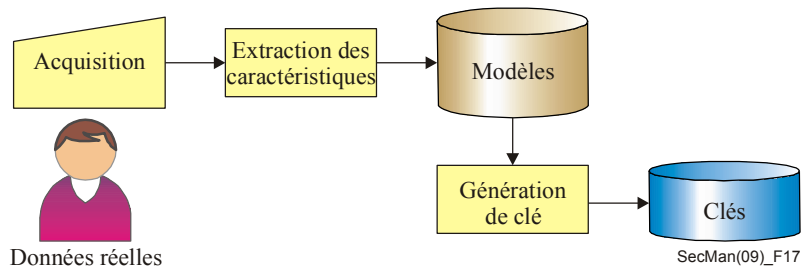 Acquisition
Extraction des
caractéristiques
Modèles
Génération
de clé
Clés
Données réelles
SecMan(09)_F17